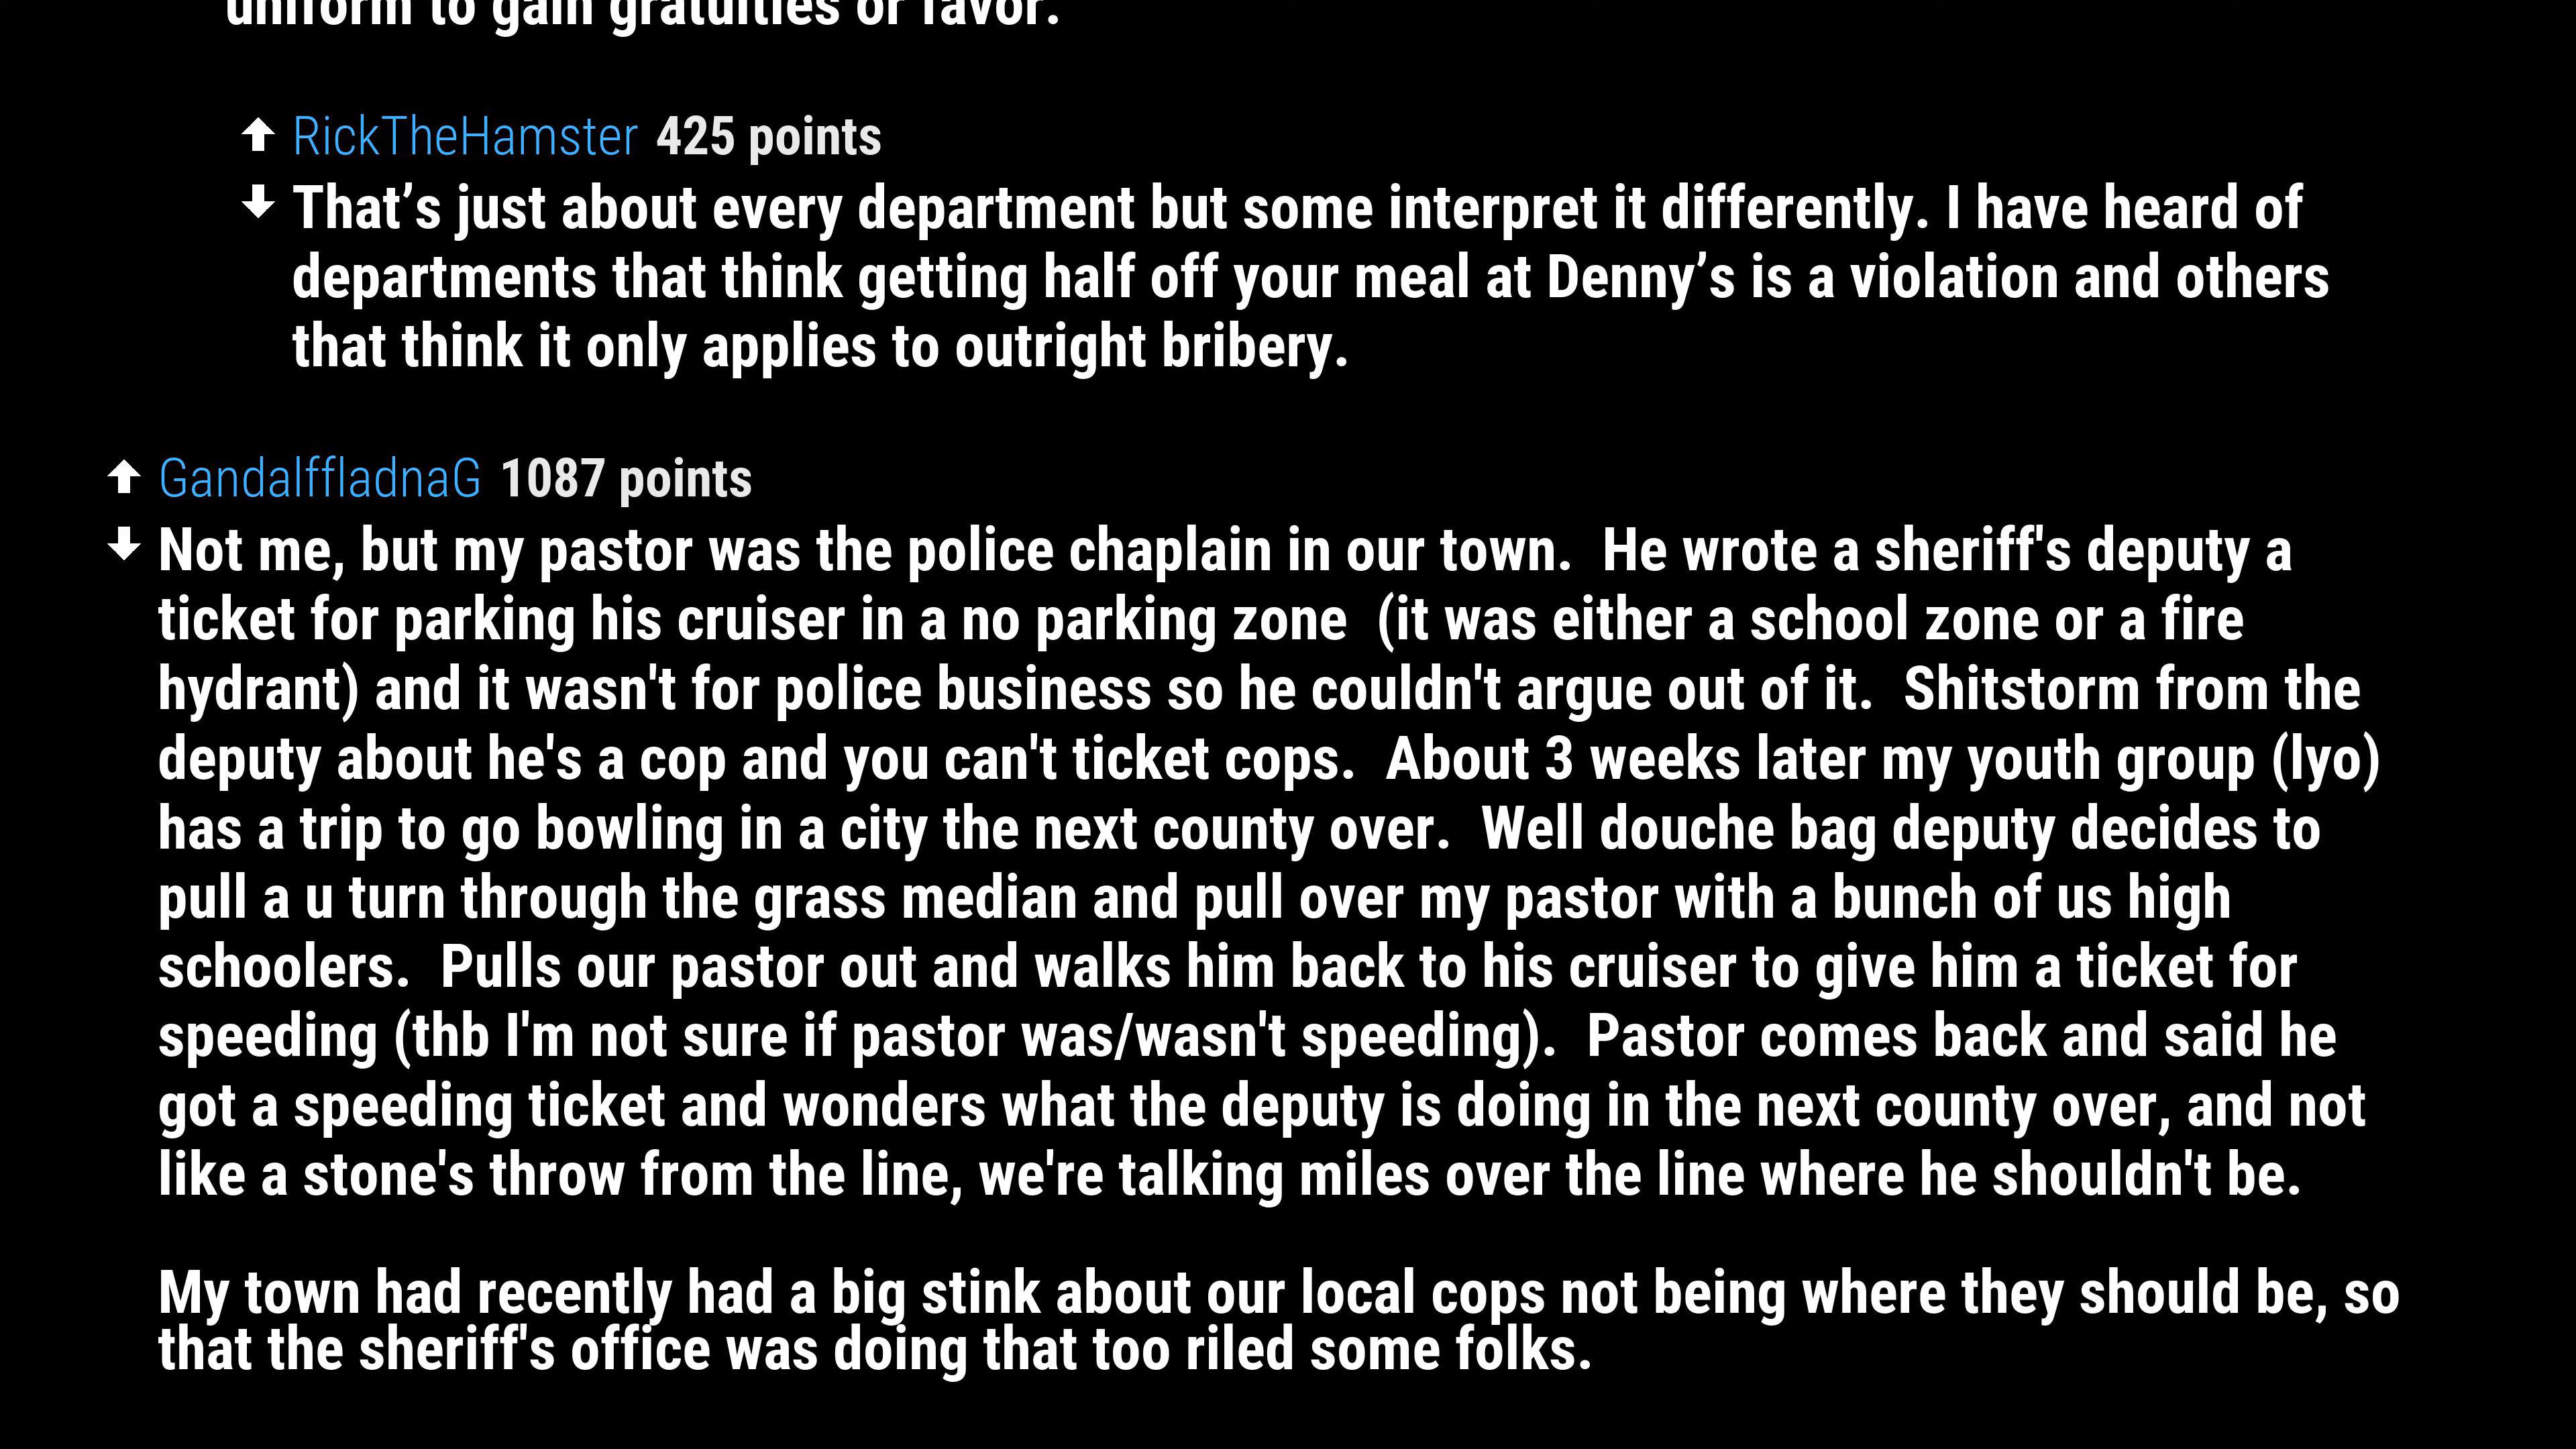 uniform to gain gratuities or favor.
RickTheHamster 425 points
That’s just about every department but some interpret it differently. I have heard of
departments that think getting half off your meal at Denny’s is a violation and others
that think it only applies to outright bribery.
GandalffladnaG 1087 points
Not me, but my pastor was the police chaplain in our town.  He wrote a sheriff's deputy a
ticket for parking his cruiser in a no parking zone  (it was either a school zone or a fire
hydrant) and it wasn't for police business so he couldn't argue out of it.  Shitstorm from the
deputy about he's a cop and you can't ticket cops.  About 3 weeks later my youth group (lyo)
has a trip to go bowling in a city the next county over.  Well douche bag deputy decides to
pull a u turn through the grass median and pull over my pastor with a bunch of us high
schoolers.  Pulls our pastor out and walks him back to his cruiser to give him a ticket for
speeding (thb I'm not sure if pastor was/wasn't speeding).  Pastor comes back and said he
got a speeding ticket and wonders what the deputy is doing in the next county over, and not
like a stone's throw from the line, we're talking miles over the line where he shouldn't be.
My town had recently had a big stink about our local cops not being where they should be, so
that the sheriff's office was doing that too riled some folks.